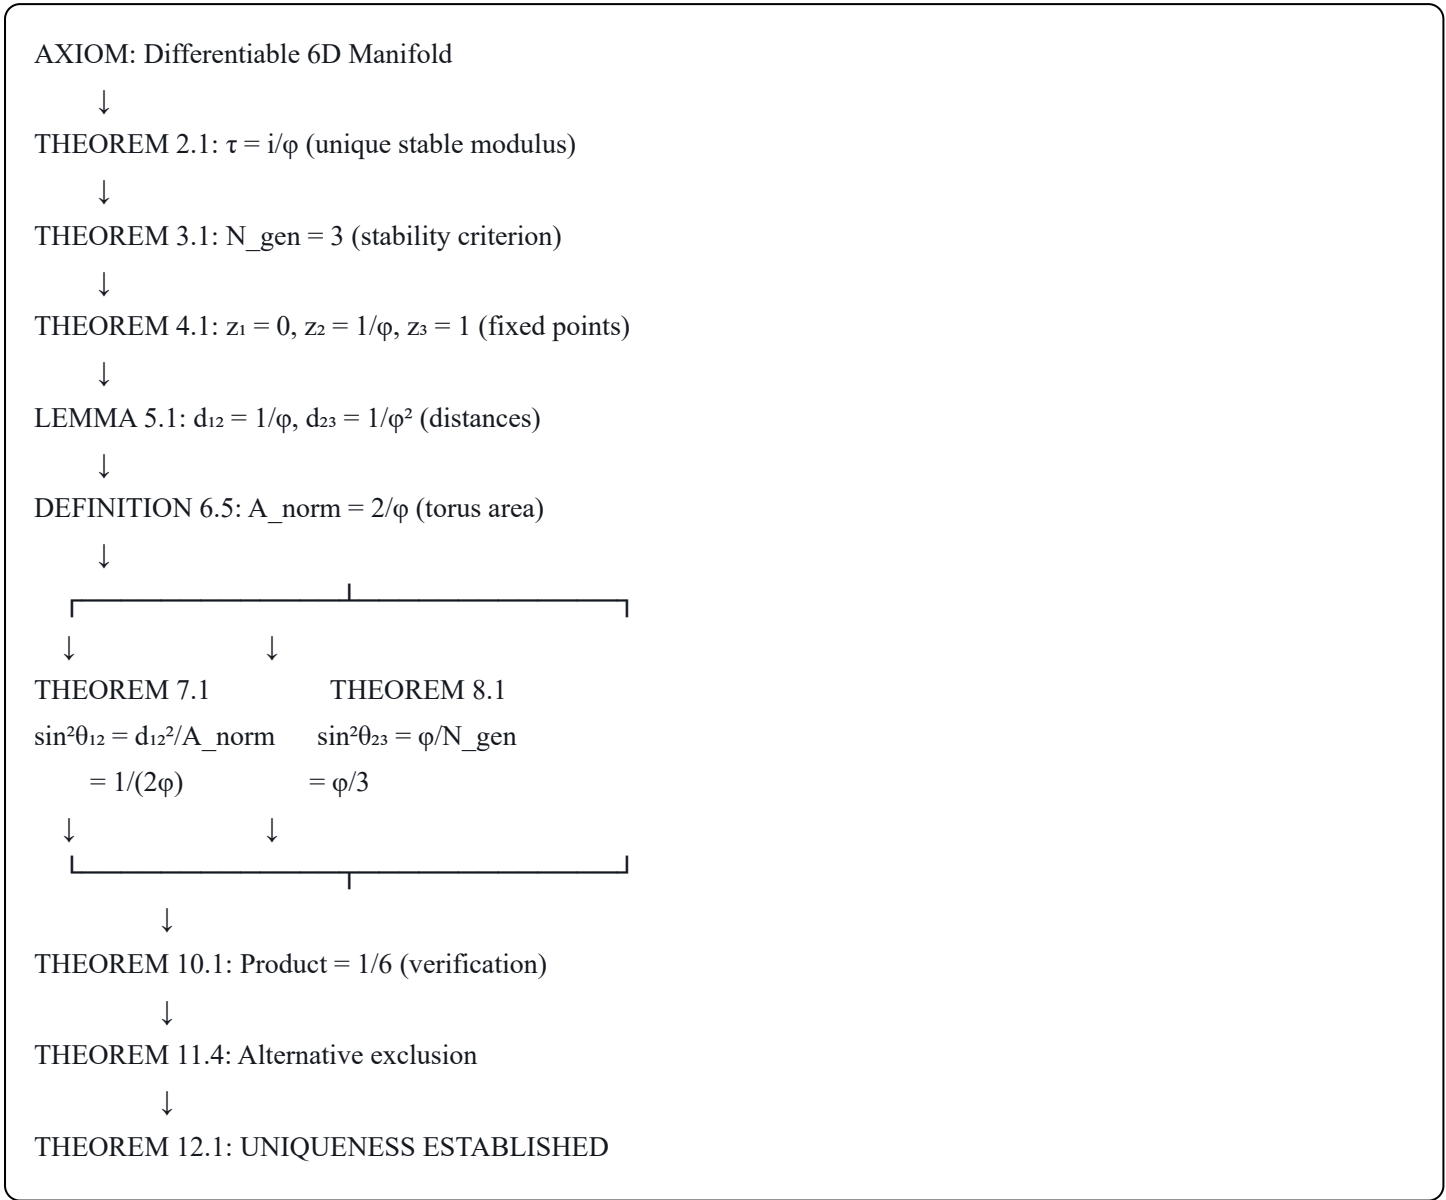 AXIOM: Differentiable 6D Manifold
↓
THEOREM 2.1: τ = i/φ (unique stable modulus)
↓
THEOREM 3.1: N_gen = 3 (stability criterion)
↓
THEOREM 4.1: z₁ = 0, z₂ = 1/φ, z₃ = 1 (fixed points)
↓
LEMMA 5.1: d₁₂ = 1/φ, d₂₃ = 1/φ² (distances)
↓
DEFINITION 6.5: A_norm = 2/φ (torus area)
↓
↓ ↓
THEOREM 7.1 THEOREM 8.1
sin²θ₁₂ = d₁₂²/A_norm sin²θ₂₃ = φ/N_gen
= 1/(2φ) = φ/3
↓ ↓
↓
THEOREM 10.1: Product = 1/6 (verification)
↓
THEOREM 11.4: Alternative exclusion
↓
THEOREM 12.1: UNIQUENESS ESTABLISHED